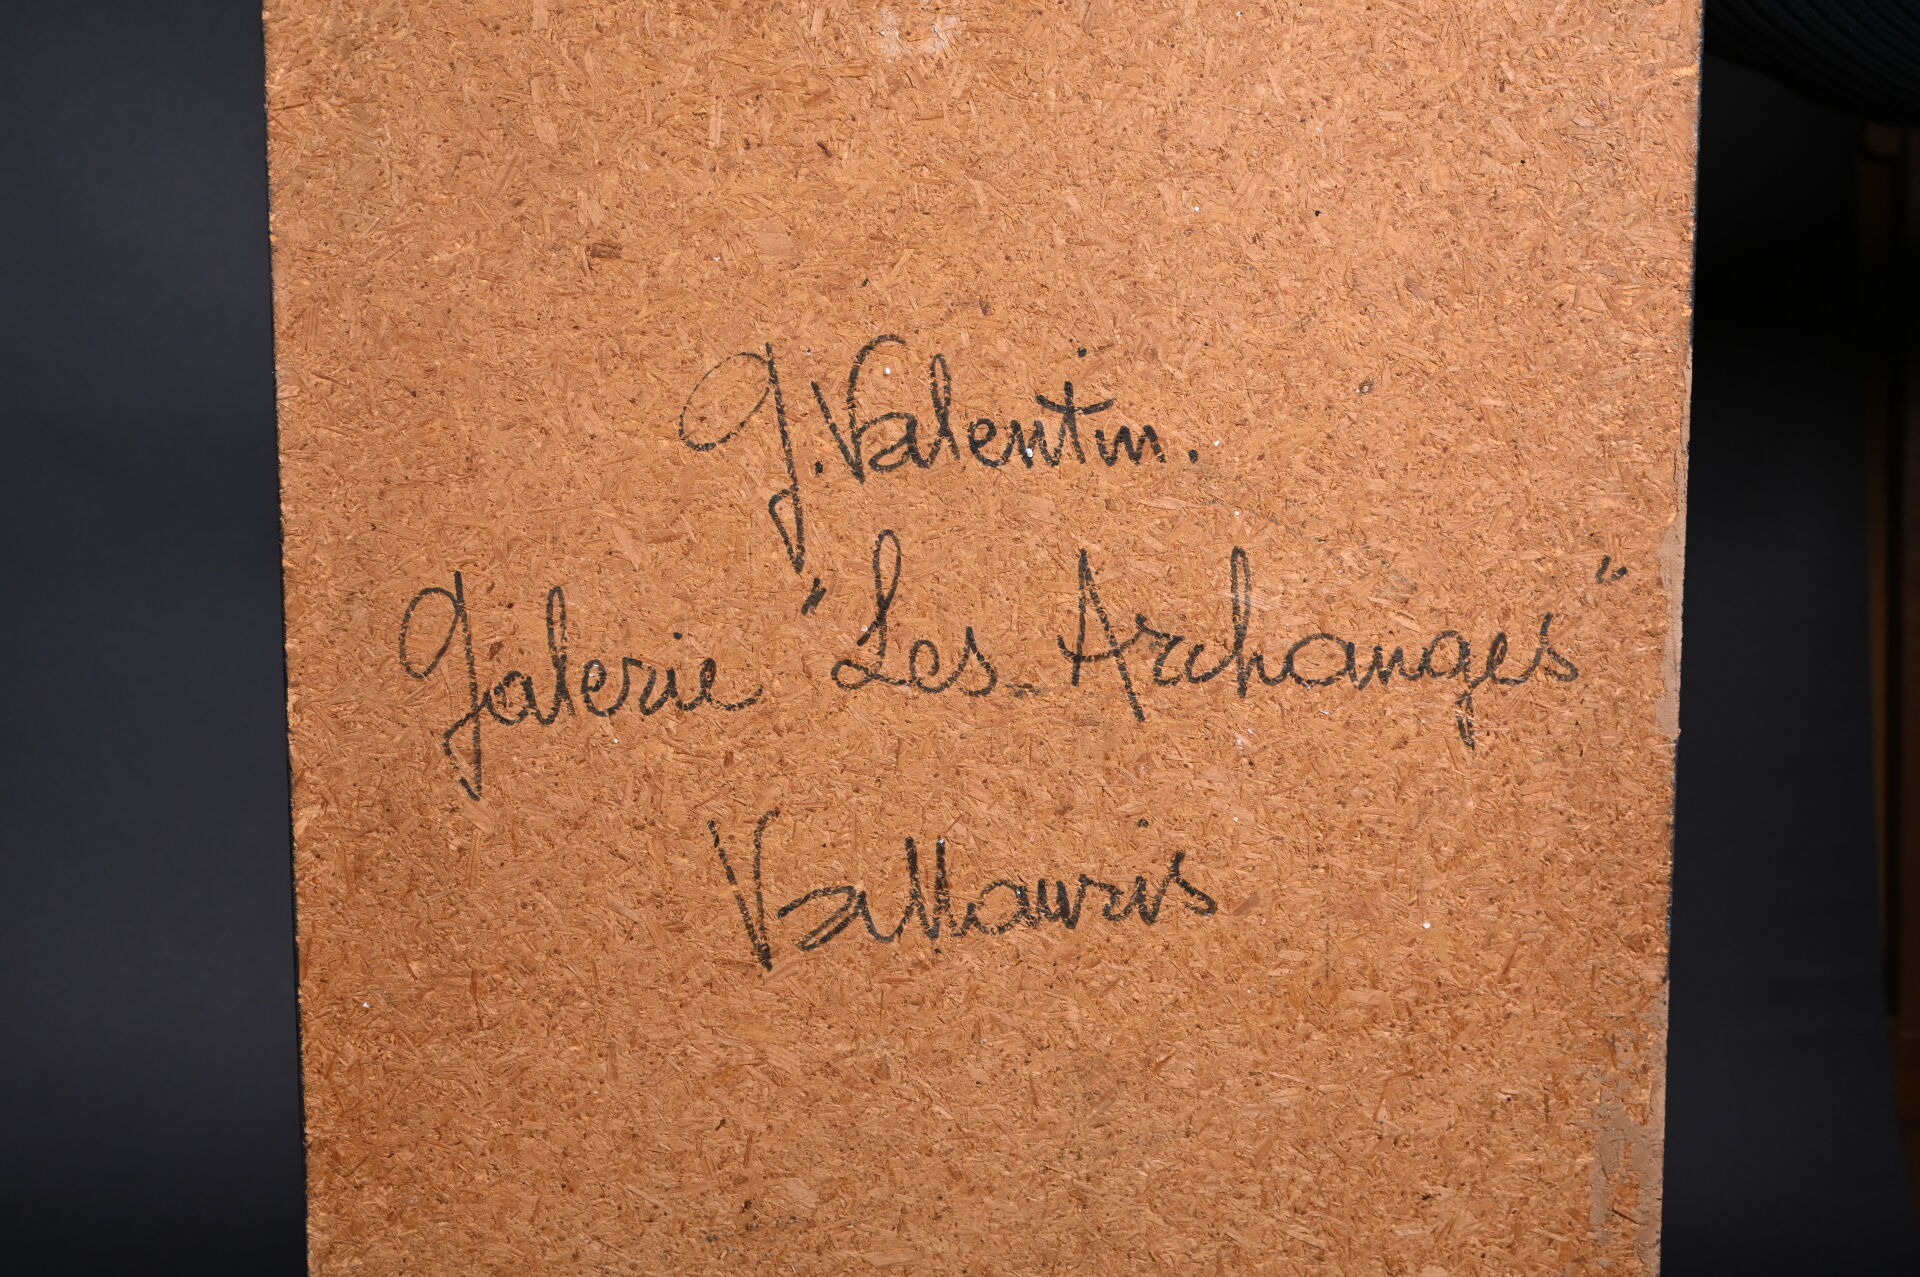 G. Valentin.
Galerie "Les Archanges"
Vallauris